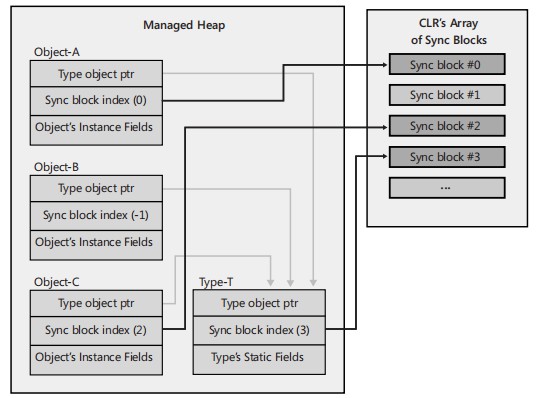 Managed Heap
Object-A
Type object ptr
Sync block index (0)
Object's Instance Fields
Object-B
Type object ptr
Sync block index (-1)
Object's Instance Fields
Object-C
Type object ptr
Sync block index (2)
Object's Instance Fields
Type-T
Type object ptr
Sync block index (3)
Type's Static Fields
CLR's Array
of Sync Blocks
Sync block #0
Sync block #1
Sync block #2
Sync block #3
...